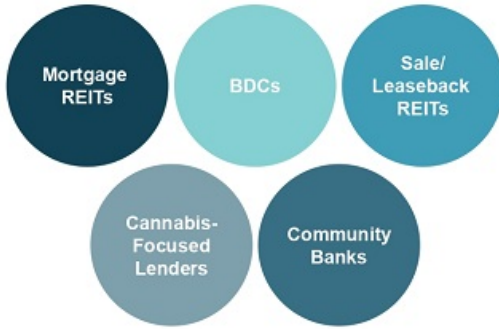 Mortgage
REITs
BDCs
Sale/
Leaseback
REITs
Cannabis-
Focused
Lenders
Community
Banks